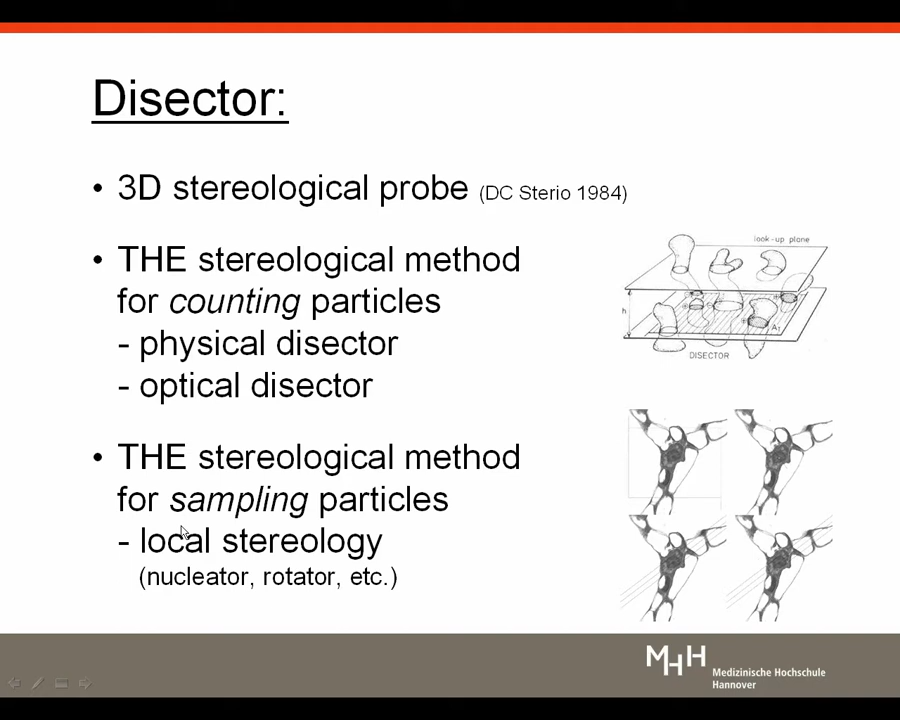 Disector:
• 3D stereological probe (DC Sterio 1984)
• THE stereological method
for counting particles
- physical disector
- optical disector
• THE stereological method
for sampling particles
- local stereology
(nucleator, rotator, etc.)
look-up plane
h
A₁
DISECTOR
MHH
Medizinische Hochschule
Hannover